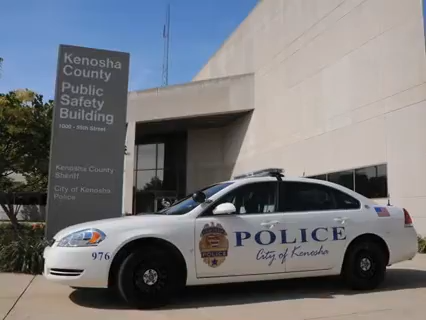 Kenosha
County
Public
Safety
Building
1000 - 55th Street
Kenosha County
Sheriff
City of Kenosha
Police
976
POLICE
POLICE
City of Kenosha